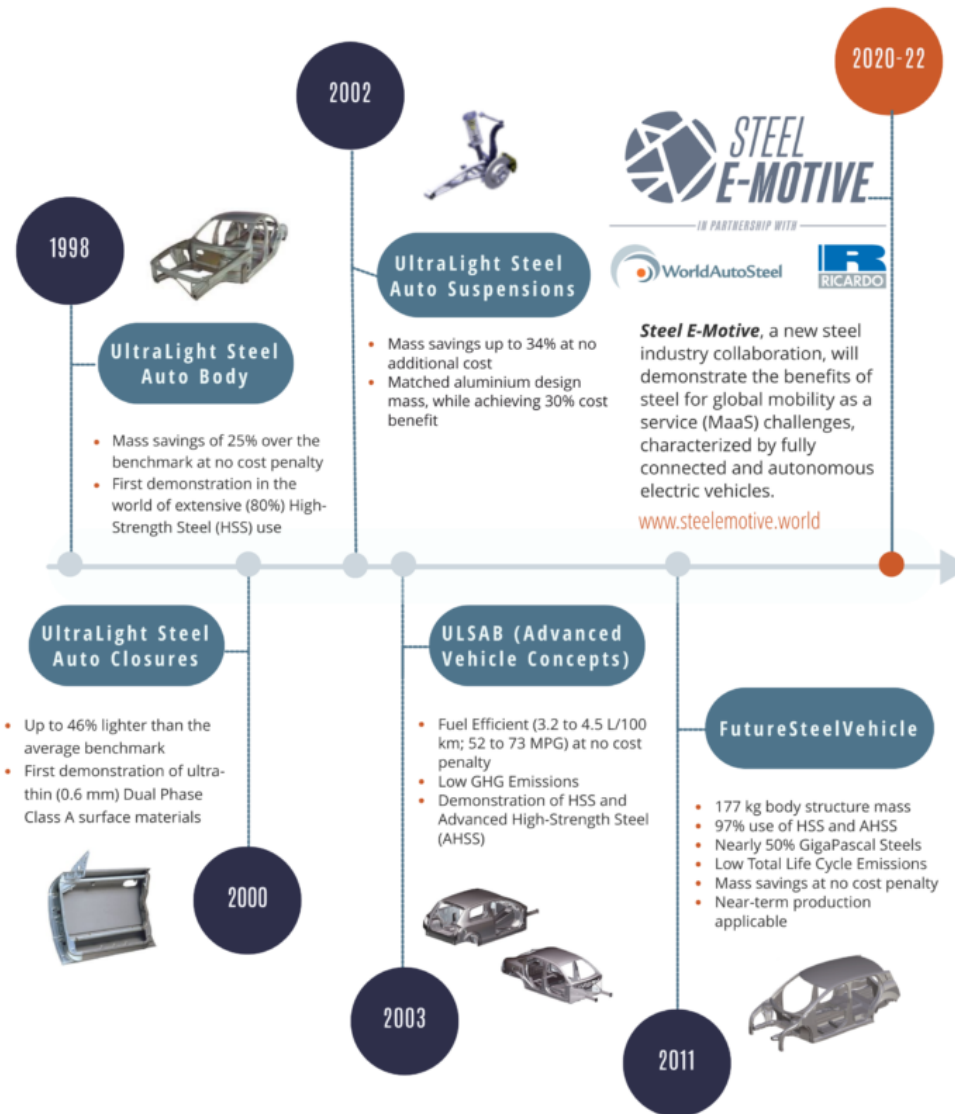 1998
UltraLight Steel
Auto Body
• Mass savings of 25% over the
benchmark at no cost penalty
• First demonstration in the
world of extensive (80%) High-
Strength Steel (HSS) use
UltraLight Steel
Auto Closures
• Up to 46% lighter than the
average benchmark
• First demonstration of ultra-
thin (0.6 mm) Dual Phase
Class A surface materials
2000
2002
UltraLight Steel
Auto Suspensions
• Mass savings up to 34% at no
additional cost
• Matched aluminium design
mass, while achieving 30% cost
benefit
ULSAB (Advanced
Vehicle Concepts)
• Fuel Efficient (3.2 to 4.5 L/100
km; 52 to 73 MPG) at no cost
penalty
• Low GHG Emissions
• Demonstration of HSS and
Advanced High-Strength Steel
(AHSS)
2003
FutureSteelVehicle
• 177 kg body structure mass
• 97% use of HSS and AHSS
• Nearly 50% GigaPascal Steels
• Low Total Life Cycle Emissions
• Mass savings at no cost penalty
• Near-term production
applicable
2011
2020-22
STEEL
E-MOTIVE
IN PARTNERSHIP WITH
WorldAutoSteel
R
RICARDO
Steel E-Motive, a new steel
industry collaboration, will
demonstrate the benefits of
steel for global mobility as a
service (MaaS) challenges,
characterized by fully
connected and autonomous
electric vehicles.
www.steelemotive.world